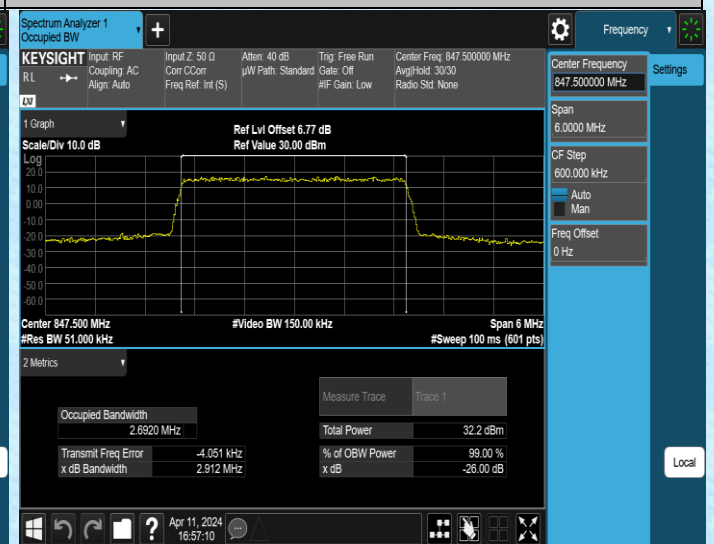 Spectrum Analyzer 1
Occupied BW
Frequency
KEYSIGHT
RL
LXI
Input: RF
Coupling: AC
Align: Auto
Input Z: 50 Ω
Corr CCorr
Freq Ref: Int (S)
Atten: 40 dB
µW Path: Standard
Trig: Free Run
Gate: Off
#IF Gain: Low
Center Freq: 847.500000 MHz
Avg|Hold: 30/30
Radio Std: None
Center Frequency
847.500000 MHz
Settings
Span
6.0000 MHz
CF Step
600.000 kHz
Auto
Man
Freq Offset
0 Hz
1 Graph
Scale/Div 10.0 dB
Ref Lvl Offset 6.77 dB
Ref Value 30.00 dBm
Log
20.0
10.0
0.00
-10.0
-20.0
-30.0
-40.0
-50.0
-60.0
Center 847.500 MHz
#Video BW 150.00 kHz
Span 6 MHz
#Res BW 51.000 kHz
#Sweep 100 ms (601 pts)
2 Metrics
Measure Trace
Trace 1
Occupied Bandwidth
2.6920 MHz
Total Power
32.2 dBm
Transmit Freq Error
-4.051 kHz
% of OBW Power
99.00 %
x dB Bandwidth
2.912 MHz
x dB
-26.00 dB
Local
?
Apr 11, 2024
16:57:10